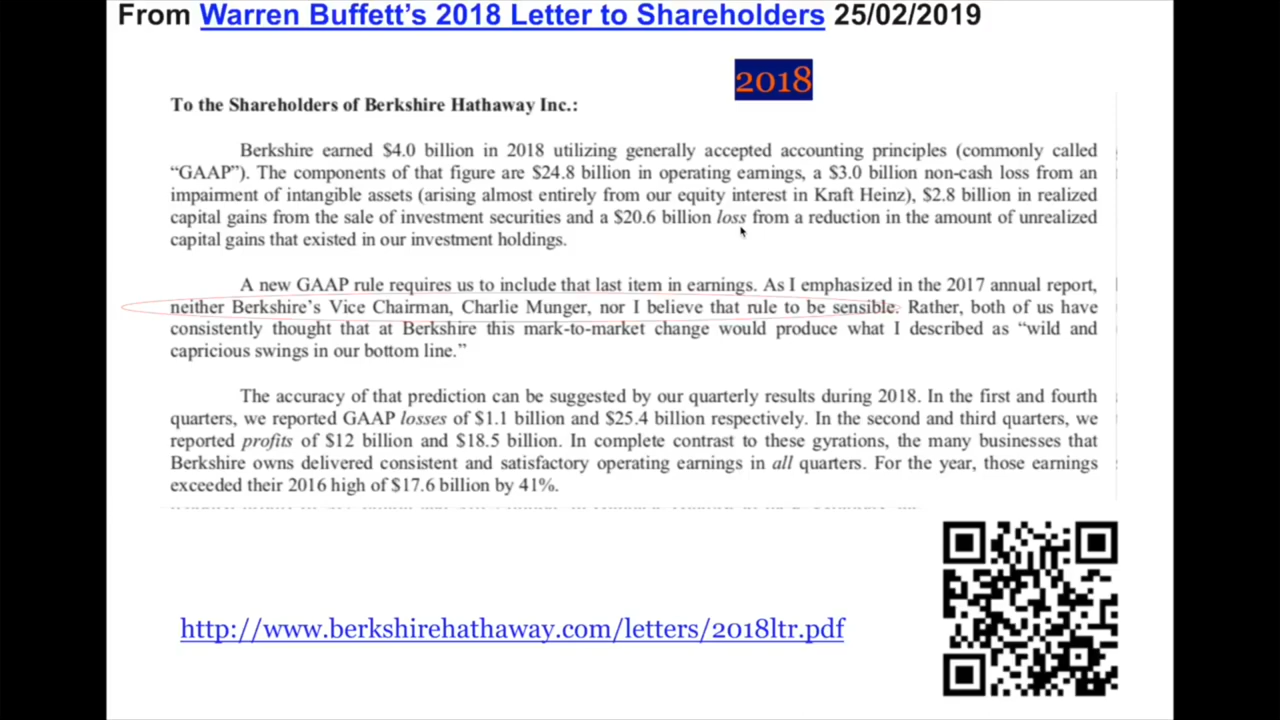 From Warren Buffett's 2018 Letter to Shareholders 25/02/2019
2018
To the Shareholders of Berkshire Hathaway Inc.:
Berkshire earned $4.0 billion in 2018 utilizing generally accepted accounting principles (commonly called
“GAAP”). The components of that figure are $24.8 billion in operating earnings, a $3.0 billion non-cash loss from an
impairment of intangible assets (arising almost entirely from our equity interest in Kraft Heinz), $2.8 billion in realized
capital gains from the sale of investment securities and a $20.6 billion loss from a reduction in the amount of unrealized
capital gains that existed in our investment holdings.
A new GAAP rule requires us to include that last item in earnings. As I emphasized in the 2017 annual report,
neither Berkshire’s Vice Chairman, Charlie Munger, nor I believe that rule to be sensible. Rather, both of us have
consistently thought that at Berkshire this mark-to-market change would produce what I described as “wild and
capricious swings in our bottom line.”
The accuracy of that prediction can be suggested by our quarterly results during 2018. In the first and fourth
quarters, we reported GAAP losses of $1.1 billion and $25.4 billion respectively. In the second and third quarters, we
reported profits of $12 billion and $18.5 billion. In complete contrast to these gyrations, the many businesses that
Berkshire owns delivered consistent and satisfactory operating earnings in all quarters. For the year, those earnings
exceeded their 2016 high of $17.6 billion by 41%.
http://www.berkshirehathaway.com/letters/2018ltr.pdf